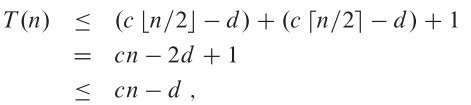 T(n) ≤ (c ⌊n/2⌋ − d) + (c ⌈n/2⌉ − d) + 1
= cn − 2d + 1
≤ cn − d ,